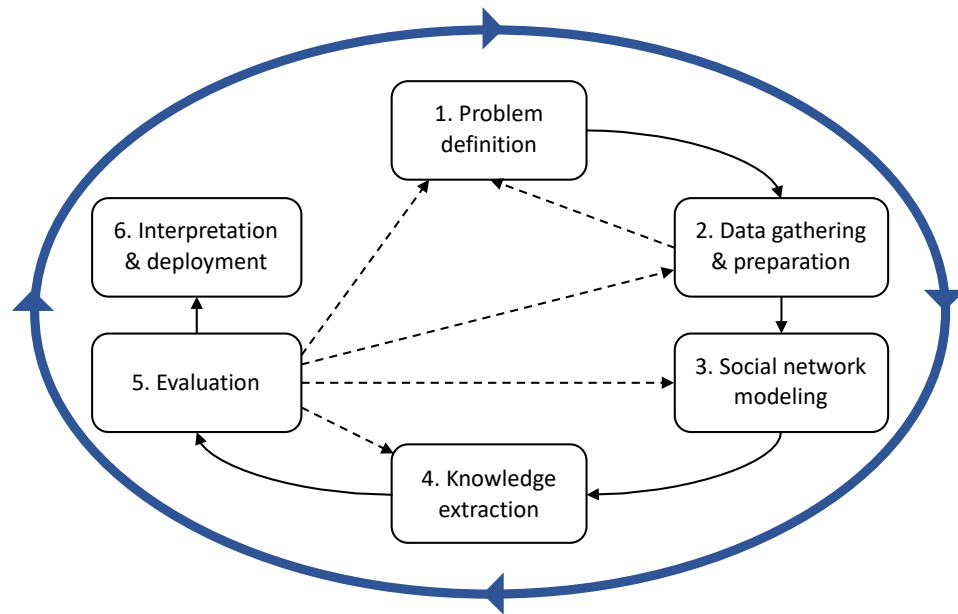 1. Problem
definition
2. Data gathering
& preparation
3. Social network
modeling
4. Knowledge
extraction
5. Evaluation
6. Interpretation
& deployment